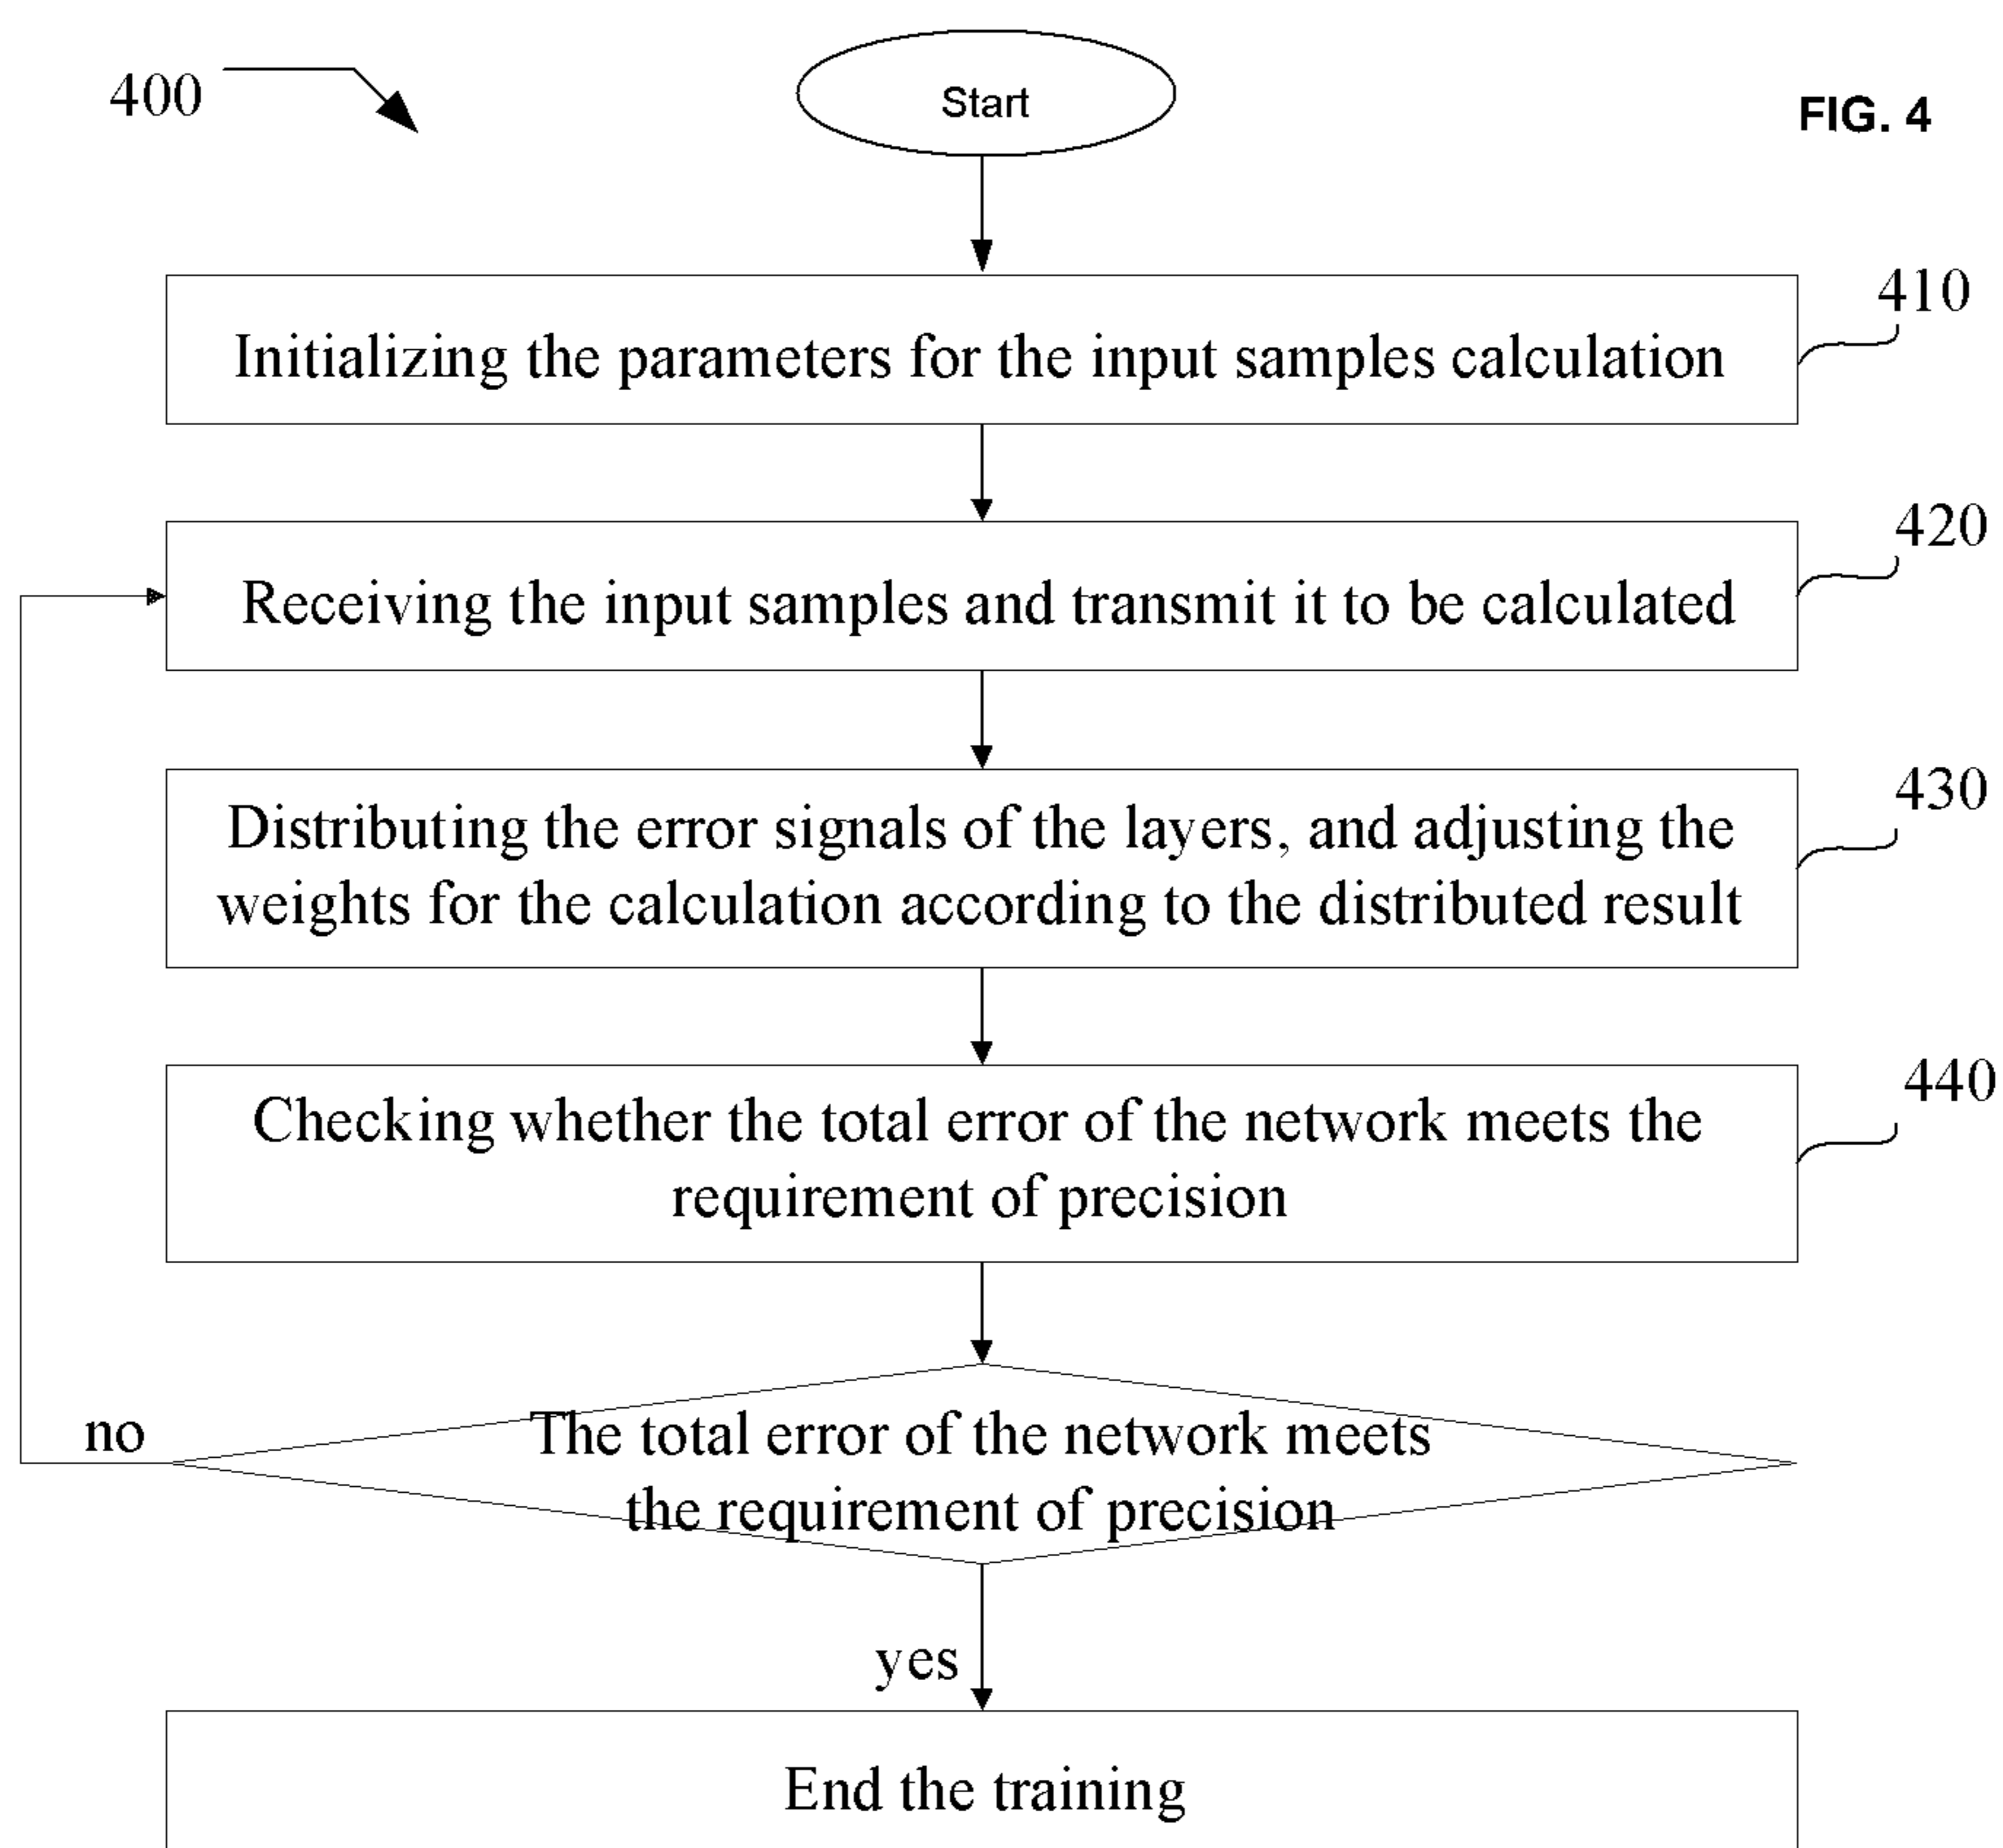 400
Start
FIG. 4
410
Initializing the parameters for the input samples calculation
420
Receiving the input samples and transmit it to be calculated
430
Distributing the error signals of the layers, and adjusting the
weights for the calculation according to the distributed result
440
Checking whether the total error of the network meets the
requirement of precision
no
The total error of the network meets
the requirement of precision
yes
End the training